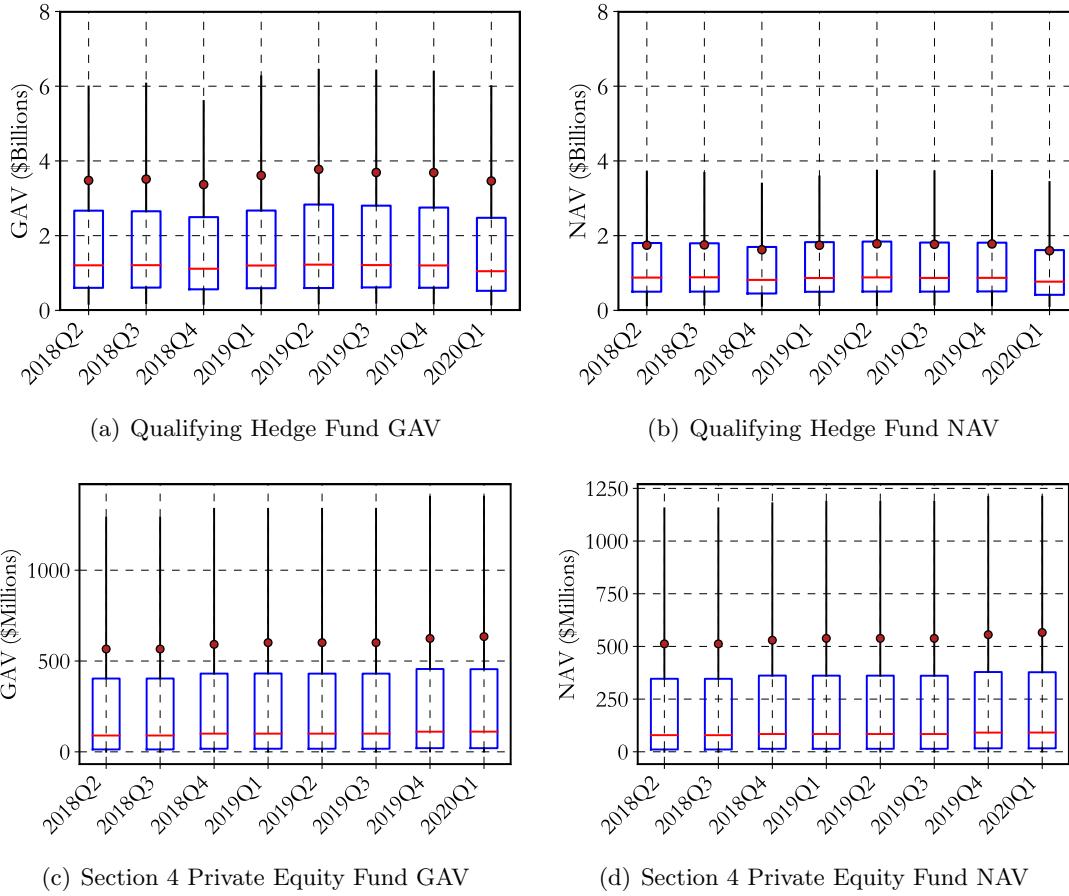 8
6
4
2
0
GAV ($Billions)
2018Q2
2018Q3
2018Q4
2019Q1
2019Q2
2019Q3
2019Q4
2020Q1
(a) Qualifying Hedge Fund GAV
8
6
4
2
0
NAV ($Billions)
2018Q2
2018Q3
2018Q4
2019Q1
2019Q2
2019Q3
2019Q4
2020Q1
(b) Qualifying Hedge Fund NAV
1000
500
0
GAV ($Millions)
2018Q2
2018Q3
2018Q4
2019Q1
2019Q2
2019Q3
2019Q4
2020Q1
(c) Section 4 Private Equity Fund GAV
1250
1000
750
500
250
0
NAV ($Millions)
2018Q2
2018Q3
2018Q4
2019Q1
2019Q2
2019Q3
2019Q4
2020Q1
(d) Section 4 Private Equity Fund NAV